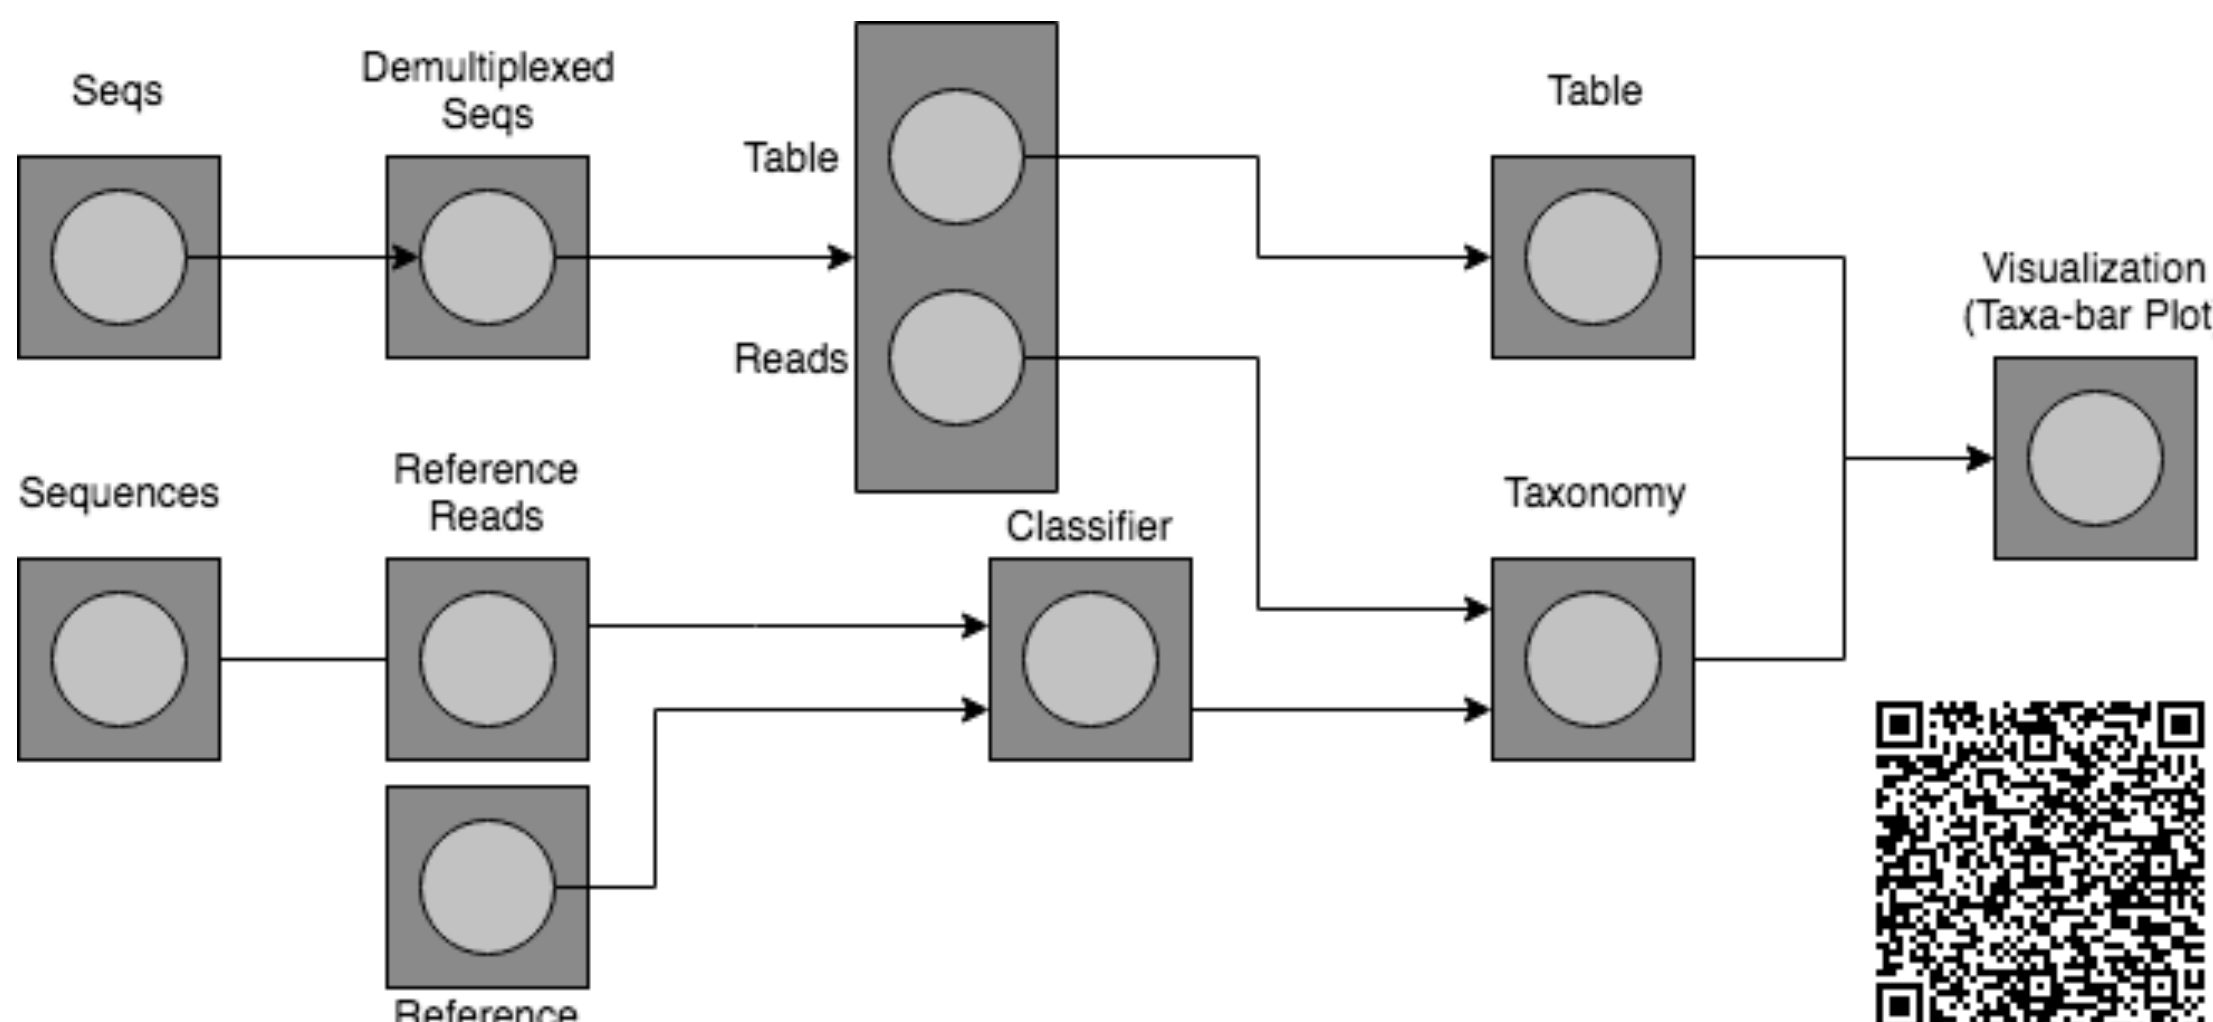 Seqs
Demultiplexed
Seqs
Table
Table
Reads
Visualization
(Taxa-bar Plot
Sequences
Reference
Reads
Classifier
Taxonomy
Reference